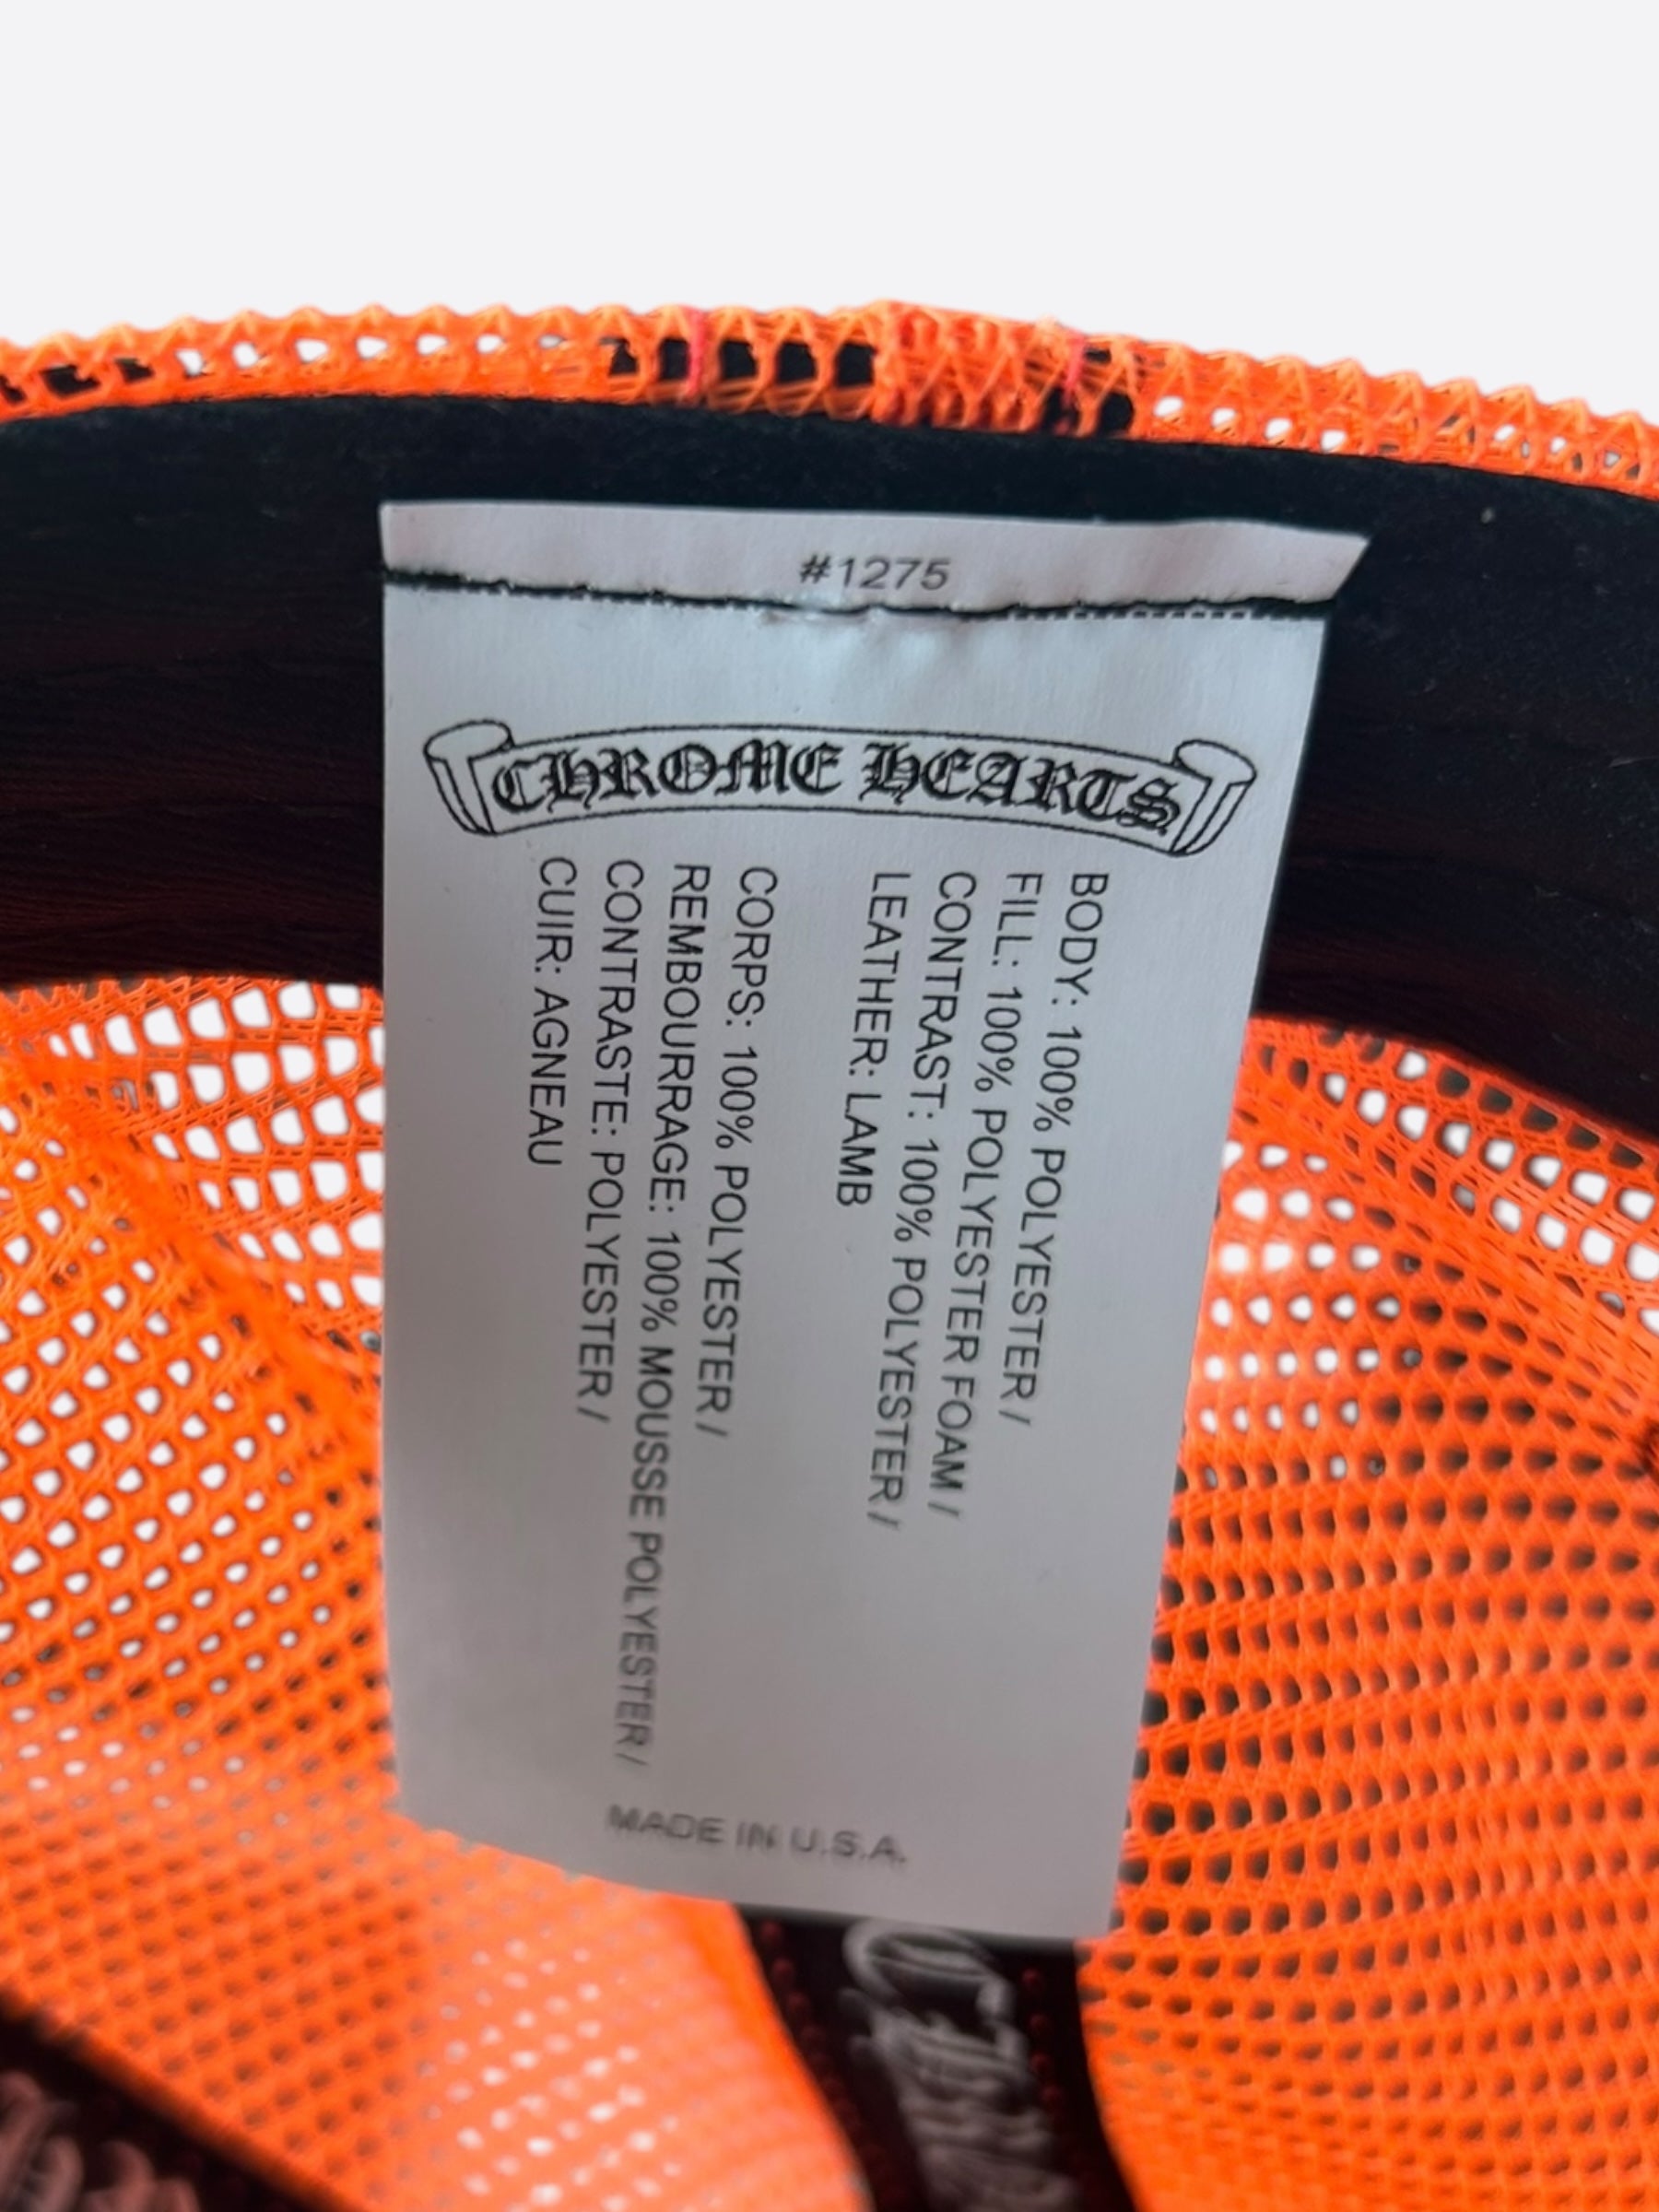 #1275
CHROME HEARTS
BODY: 100% POLYESTER /
FILL: 100% POLYESTER FOAM /
CONTRAST: 100% POLYESTER /
LEATHER: LAMB
CORPS: 100% POLYESTER /
REMBOURRAGE: 100% MOUSSE POLYESTER /
CONTRASTE: POLYESTER /
CUIR: AGNEAU
MADE IN U.S.A.